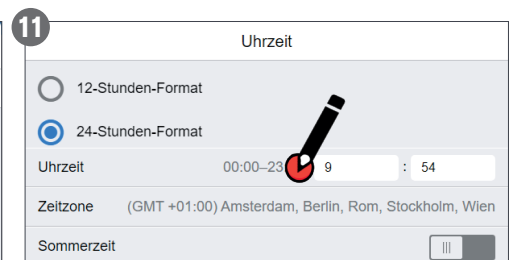 11
Uhrzeit
12-Stunden-Format
24-Stunden-Format
Uhrzeit 00:00–23 9 : 54
Zeitzone (GMT +01:00) Amsterdam, Berlin, Rom, Stockholm, Wien
Sommerzeit